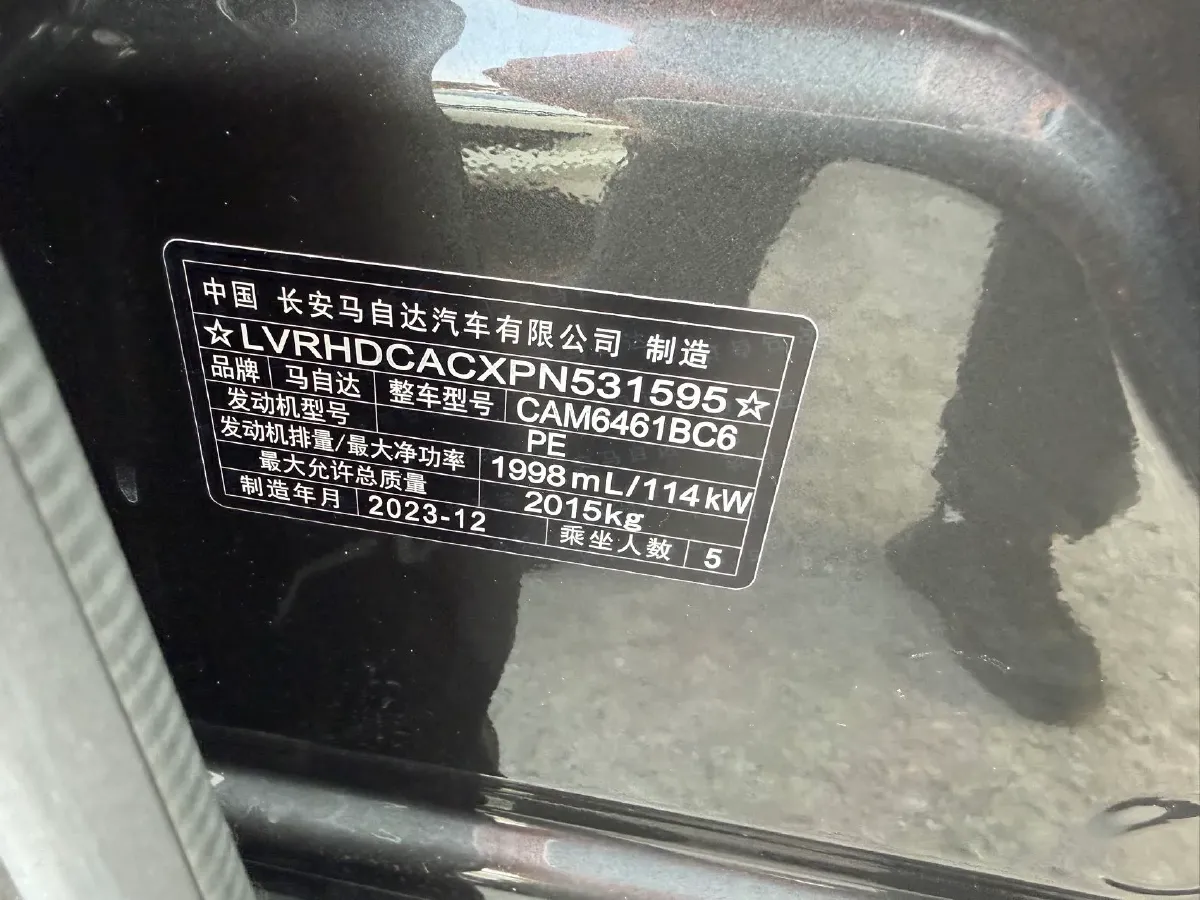 中国 长安马自达汽车有限公司 制造
☆LVRHDCACXPN531595☆
品牌 马自达 整车型号 CAM6461BC6
发动机型号 PE
发动机排量/最大净功率 1998mL/114kW
最大允许总质量 2015kg
制造年月 2023-12 乘坐人数 5